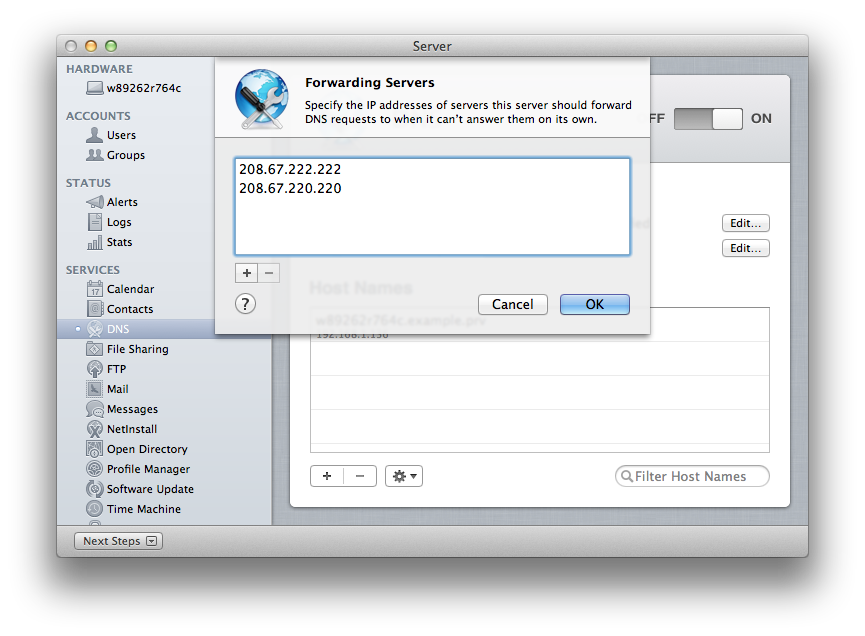 Server
HARDWARE
w89262r764c
ACCOUNTS
Users
Groups
STATUS
Alerts
Logs
Stats
SERVICES
Calendar
17
Contacts
DNS
File Sharing
FTP
Mail
Messages
NetInstall
Open Directory
Profile Manager
Software Update
Time Machine
Next Steps
Forwarding Servers
Specify the IP addresses of servers this server should forward
DNS requests to when it can't answer them on its own.
208.67.222.222
208.67.220.220
+ −
?
Cancel
OK
FF
ON
Edit...
Edit...
Host Names
w89262r764c.example.prv
192.168.1.150
+ −
Filter Host Names